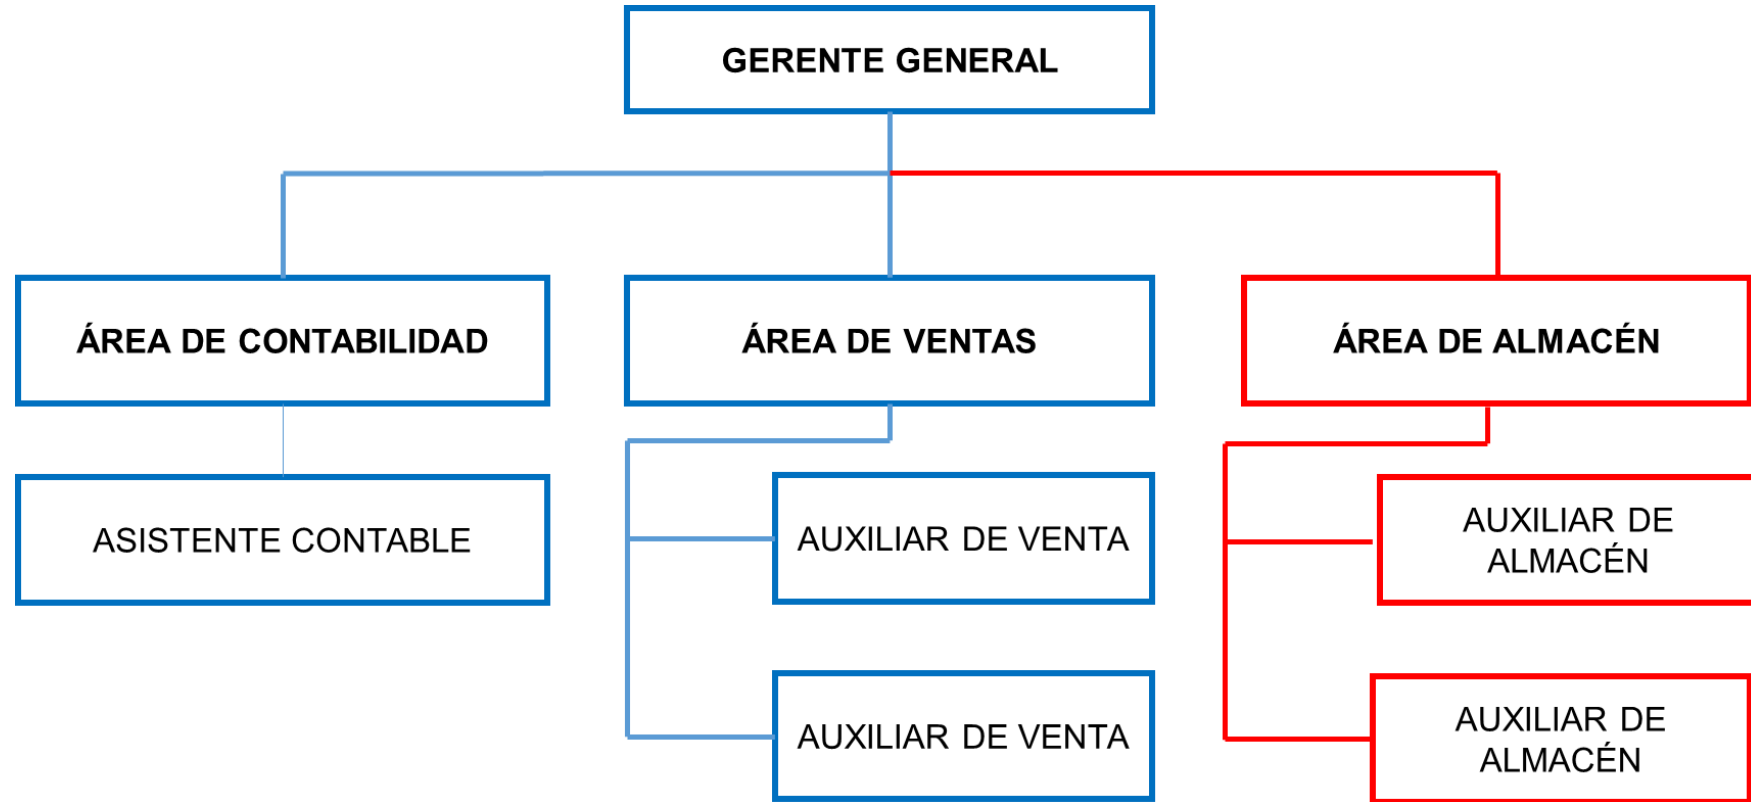 GERENTE GENERAL
ÁREA DE CONTABILIDAD
ÁREA DE VENTAS
ÁREA DE ALMACÉN
ASISTENTE CONTABLE
AUXILIAR DE VENTA
AUXILIAR DE
ALMACÉN
AUXILIAR DE VENTA
AUXILIAR DE
ALMACÉN